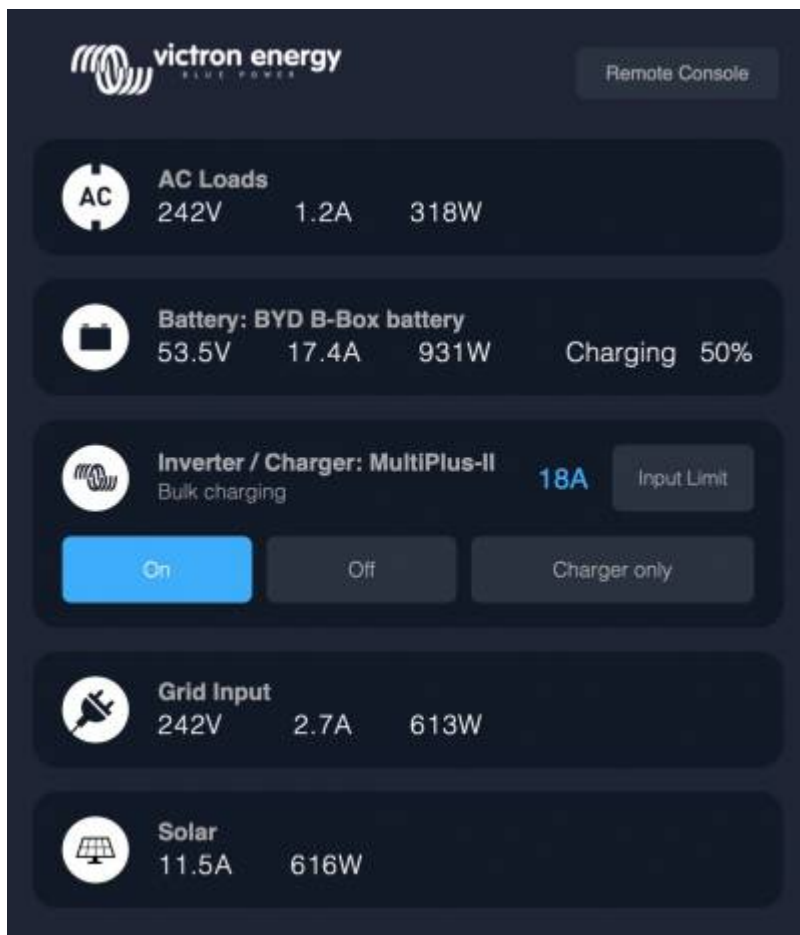 victron energy
BLUE POWER
Remote Console
AC
AC Loads
242V 1.2A 318W
Battery: BYD B-Box battery
53.5V 17.4A 931W Charging 50%
Inverter / Charger: MultiPlus-II
Bulk charging
18A Input Limit
On Off Charger only
Grid Input
242V 2.7A 613W
Solar
11.5A 616W